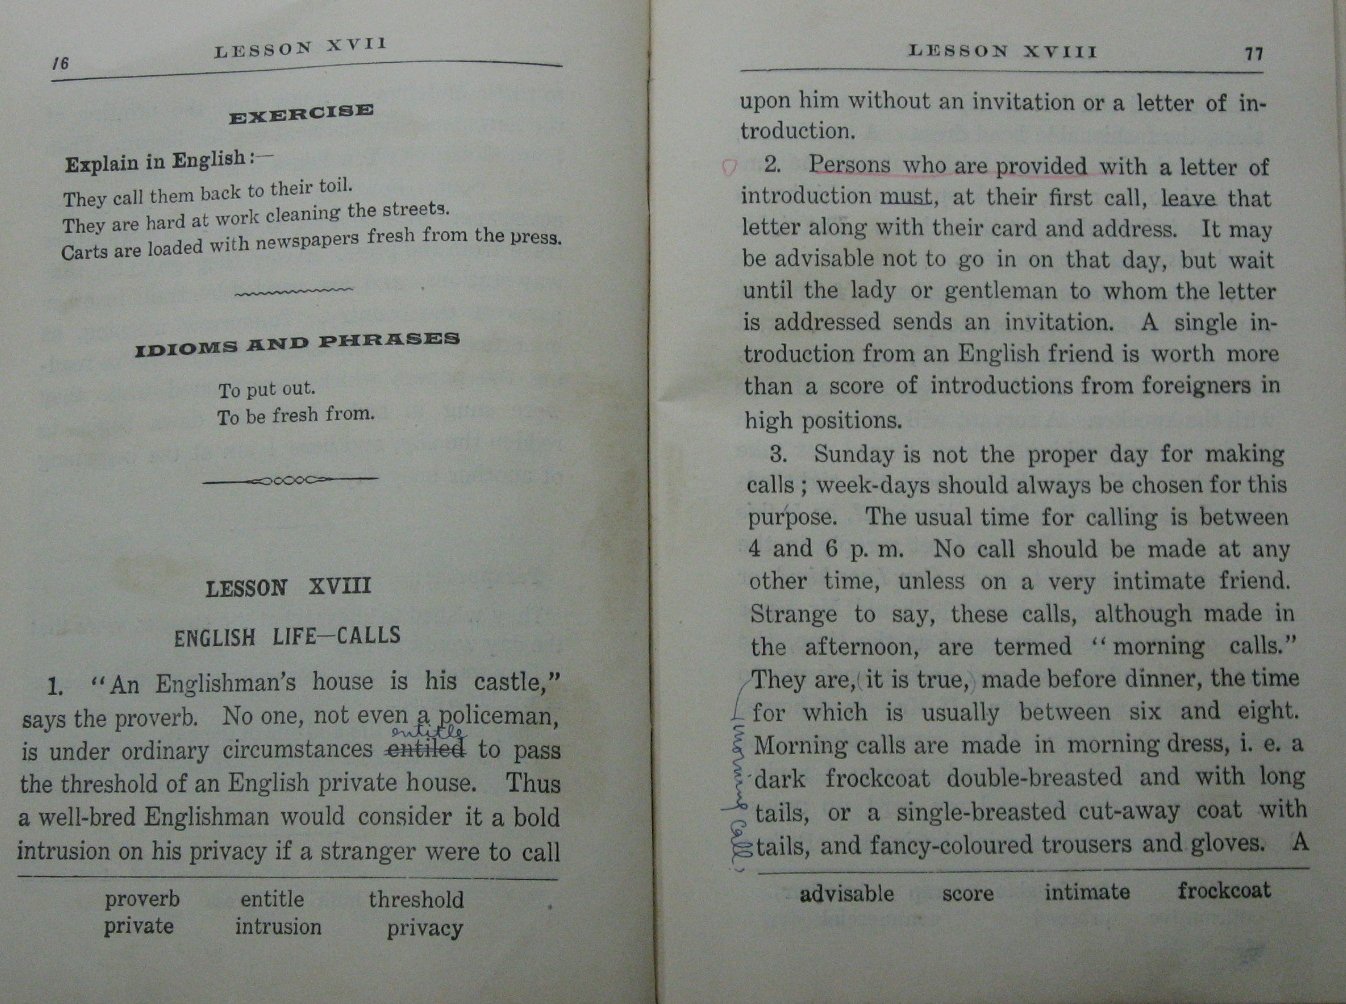 76
LESSON XVII
EXERCISE
Explain in English:—
They call them back to their toil.
They are hard at work cleaning the streets.
Carts are loaded with newspapers fresh from the press.
IDIOMS AND PHRASES
To put out.
To be fresh from.
LESSON XVIII
ENGLISH LIFE—CALLS
1. “An Englishman’s house is his castle,”
says the proverb. No one, not even a policeman,
entitle
is under ordinary circumstances entiled to pass
the threshold of an English private house. Thus
a well-bred Englishman would consider it a bold
intrusion on his privacy if a stranger were to call
proverb entitle threshold
private intrusion privacy
LESSON XVIII
77
upon him without an invitation or a letter of in-
troduction.
2. Persons who are provided with a letter of
introduction must, at their first call, leave that
letter along with their card and address. It may
be advisable not to go in on that day, but wait
until the lady or gentleman to whom the letter
is addressed sends an invitation. A single in-
troduction from an English friend is worth more
than a score of introductions from foreigners in
high positions.
3. Sunday is not the proper day for making
calls ; week-days should always be chosen for this
purpose. The usual time for calling is between
4 and 6 p. m. No call should be made at any
other time, unless on a very intimate friend.
Strange to say, these calls, although made in
the afternoon, are termed “morning calls.”
They are, (it is true,) made before dinner, the time
for which is usually between six and eight.
Morning calls are made in morning dress, i. e. a
dark frockcoat double-breasted and with long
tails, or a single-breasted cut-away coat with
tails, and fancy-coloured trousers and gloves. A
morning call
advisable score intimate frockcoat